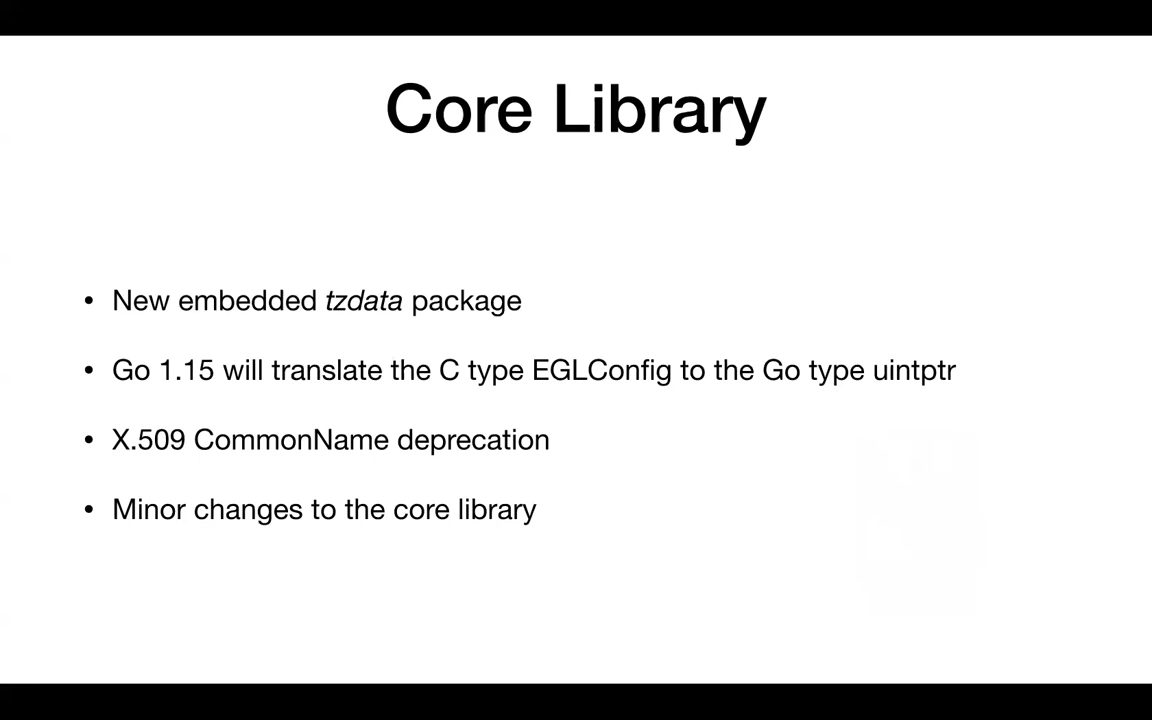 Core Library
• New embedded tzdata package
• Go 1.15 will translate the C type EGLConfig to the Go type uintptr
• X.509 CommonName deprecation
• Minor changes to the core library